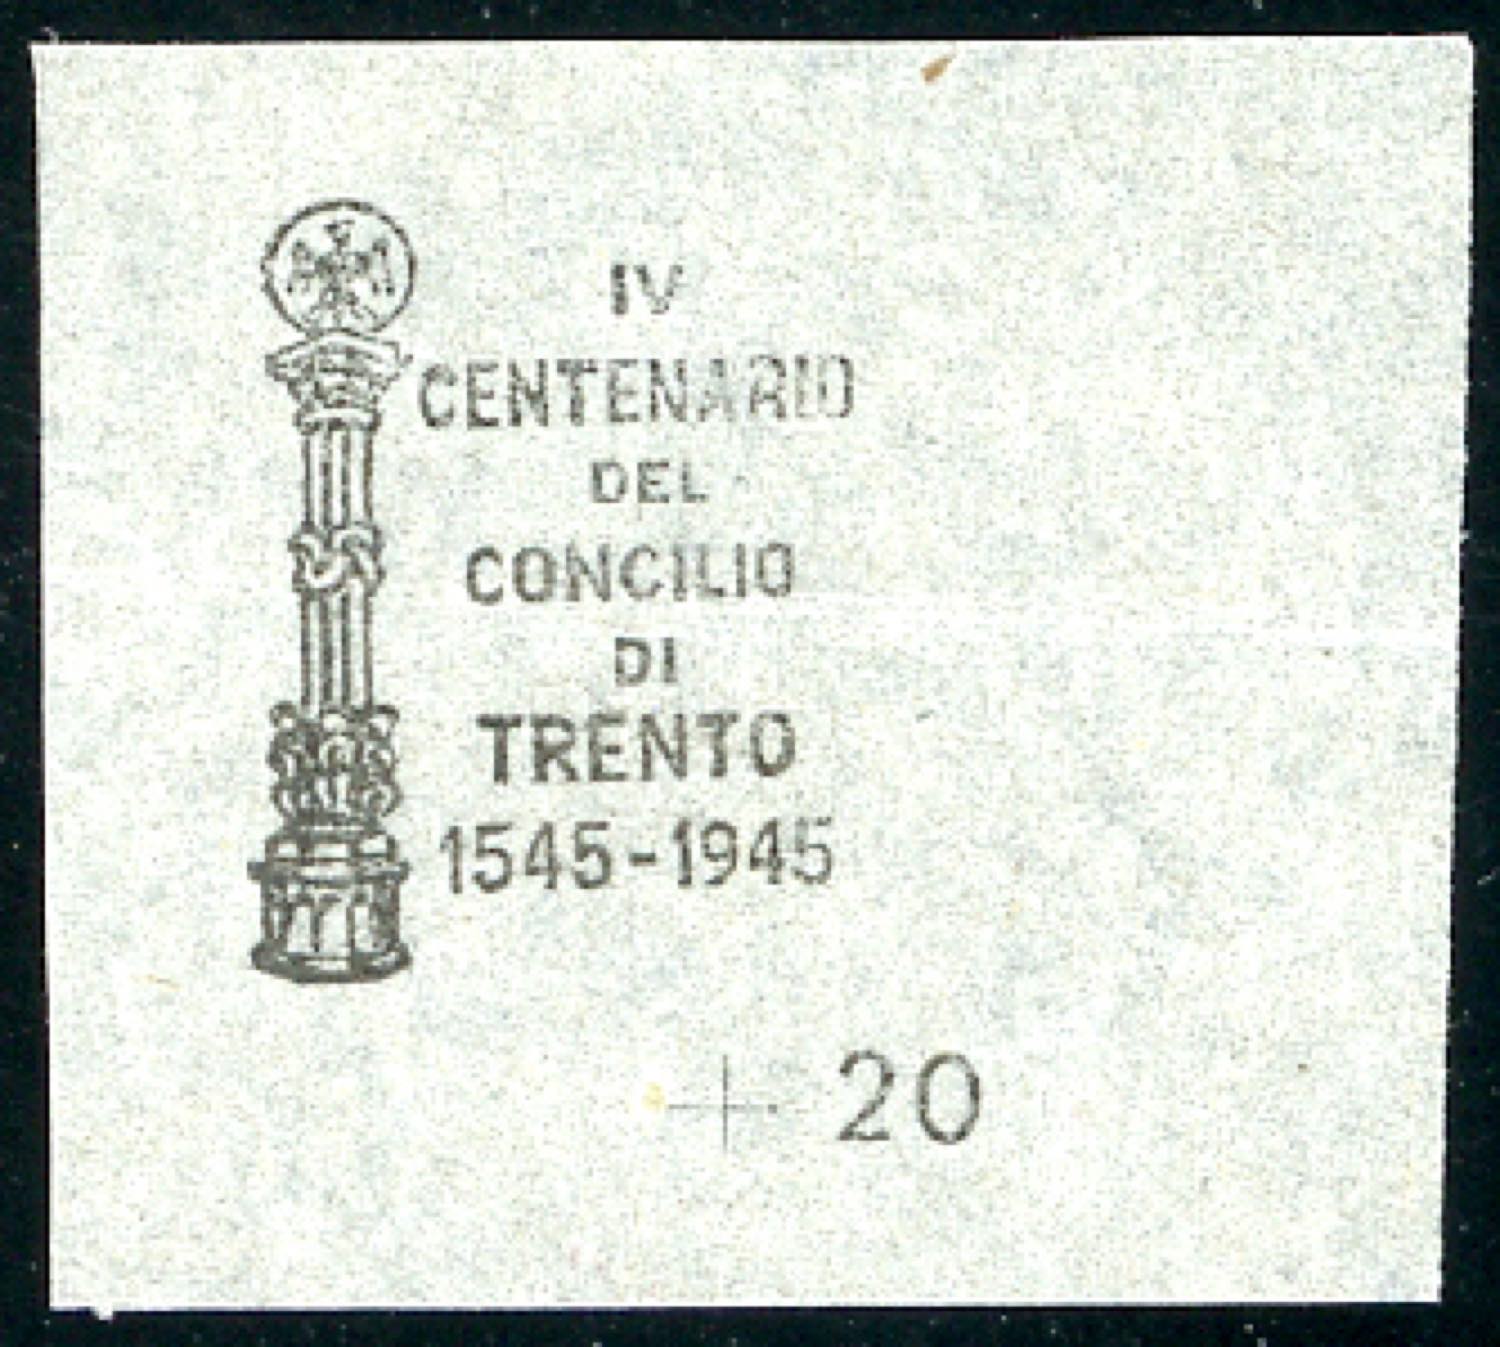 IV
CENTENARIO
DEL
CONCILIO
DI
TRENTO
1545-1945
+ 20